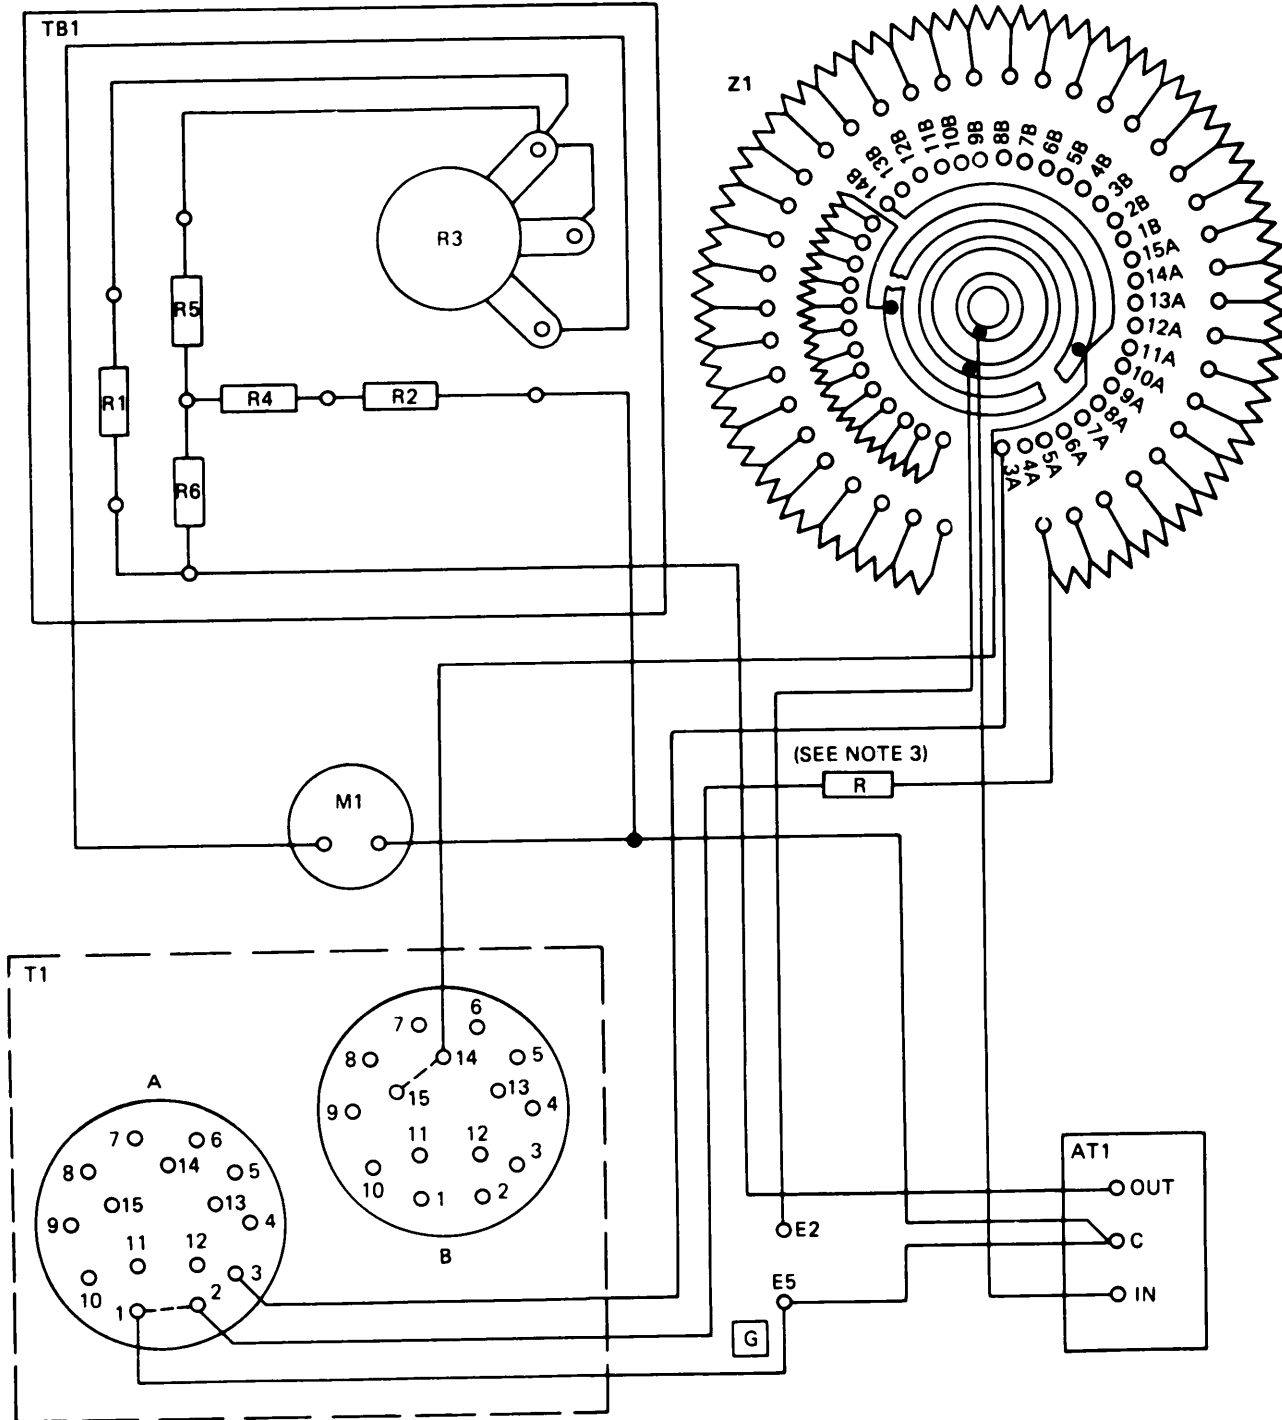 TB1
R3
R5
R1
R4
R2
R6
Z1
14B
13B
12B
11B
10B
9B
8B
7B
6B
5B
4B
3B
2B
1B
15A
14A
13A
12A
11A
10A
9A
8A
7A
6A
5A
4A
3A
(SEE NOTE 3)
R
M1
T1
A
7
6
8
14
5
15
13
9
4
11
12
3
10
2
1
7
6
8
14
5
15
13
9
4
11
12
3
10
1
2
B
AT1
OUT
E2
C
E5
IN
G